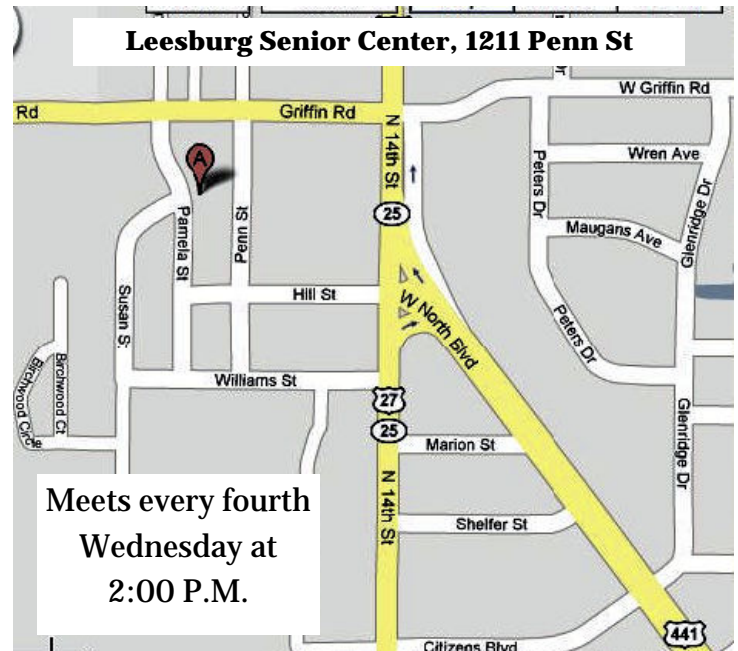 Leesburg Senior Center, 1211 Penn St
Dr
W Griffin Rd
Rd
Griffin Rd
N 14th St
Wren Ave
A
Peters Dr
Glenridge Dr
25
Maugans Ave
Pamela St
Penn St
Susan S
Hill St
W North Blvd
Peters Dr
Birchwood Circle
Birchwood Ct
Williams St
27
25
Glenridge Dr
Marion St
N 14th St
Shelfer St
Meets every fourth
Wednesday at
2:00 P.M.
441
Citizens Blvd